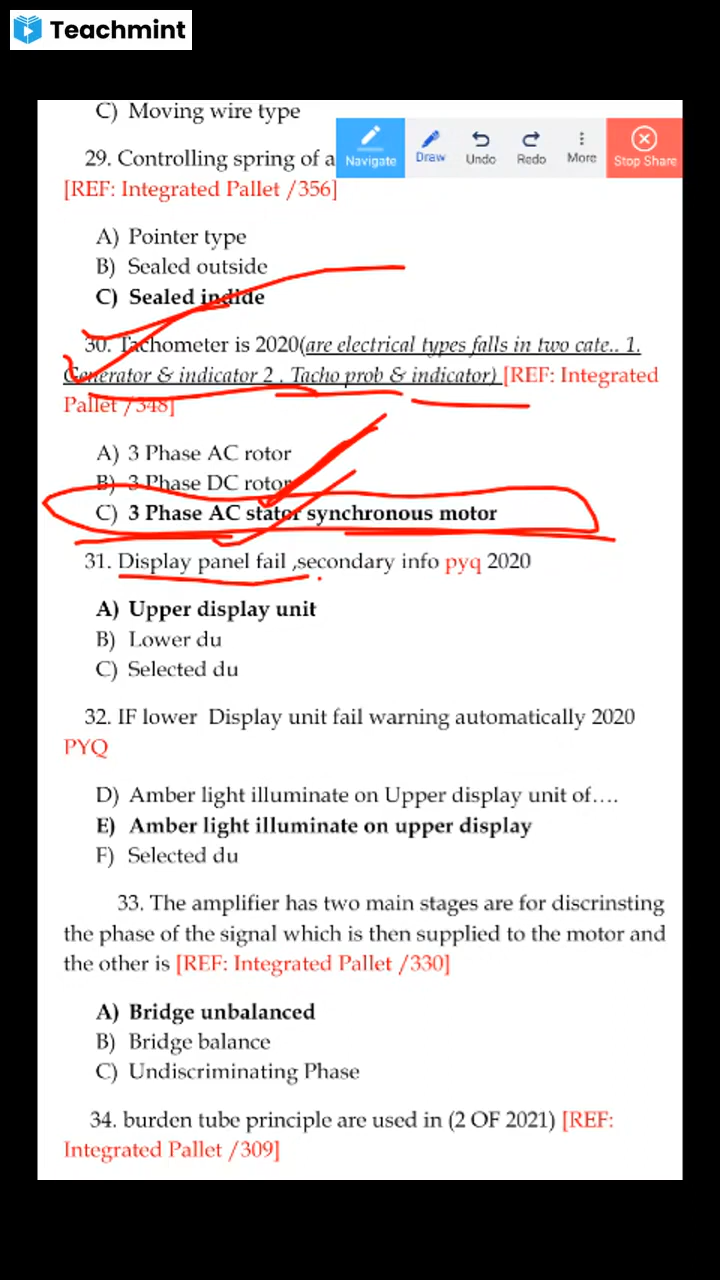 Teachmint
C) Moving wire type
29. Controlling spring of a
Navigate Draw Undo Redo More Stop Share
[REF: Integrated Pallet /356]
A) Pointer type
B) Sealed outside
C) Sealed indide
30. Tachometer is 2020(are electrical types falls in two cate.. 1.
Generator & indicator 2 . Tacho prob & indicator) [REF: Integrated
Pallet /348]
A) 3 Phase AC rotor
B) 3 Phase DC rotor
C) 3 Phase AC stator synchronous motor
31. Display panel fail ,secondary info pyq 2020
A) Upper display unit
B) Lower du
C) Selected du
32. IF lower Display unit fail warning automatically 2020
PYQ
D) Amber light illuminate on Upper display unit of….
E) Amber light illuminate on upper display
F) Selected du
33. The amplifier has two main stages are for discrinsting
the phase of the signal which is then supplied to the motor and
the other is [REF: Integrated Pallet /330]
A) Bridge unbalanced
B) Bridge balance
C) Undiscriminating Phase
34. burden tube principle are used in (2 OF 2021) [REF:
Integrated Pallet /309]